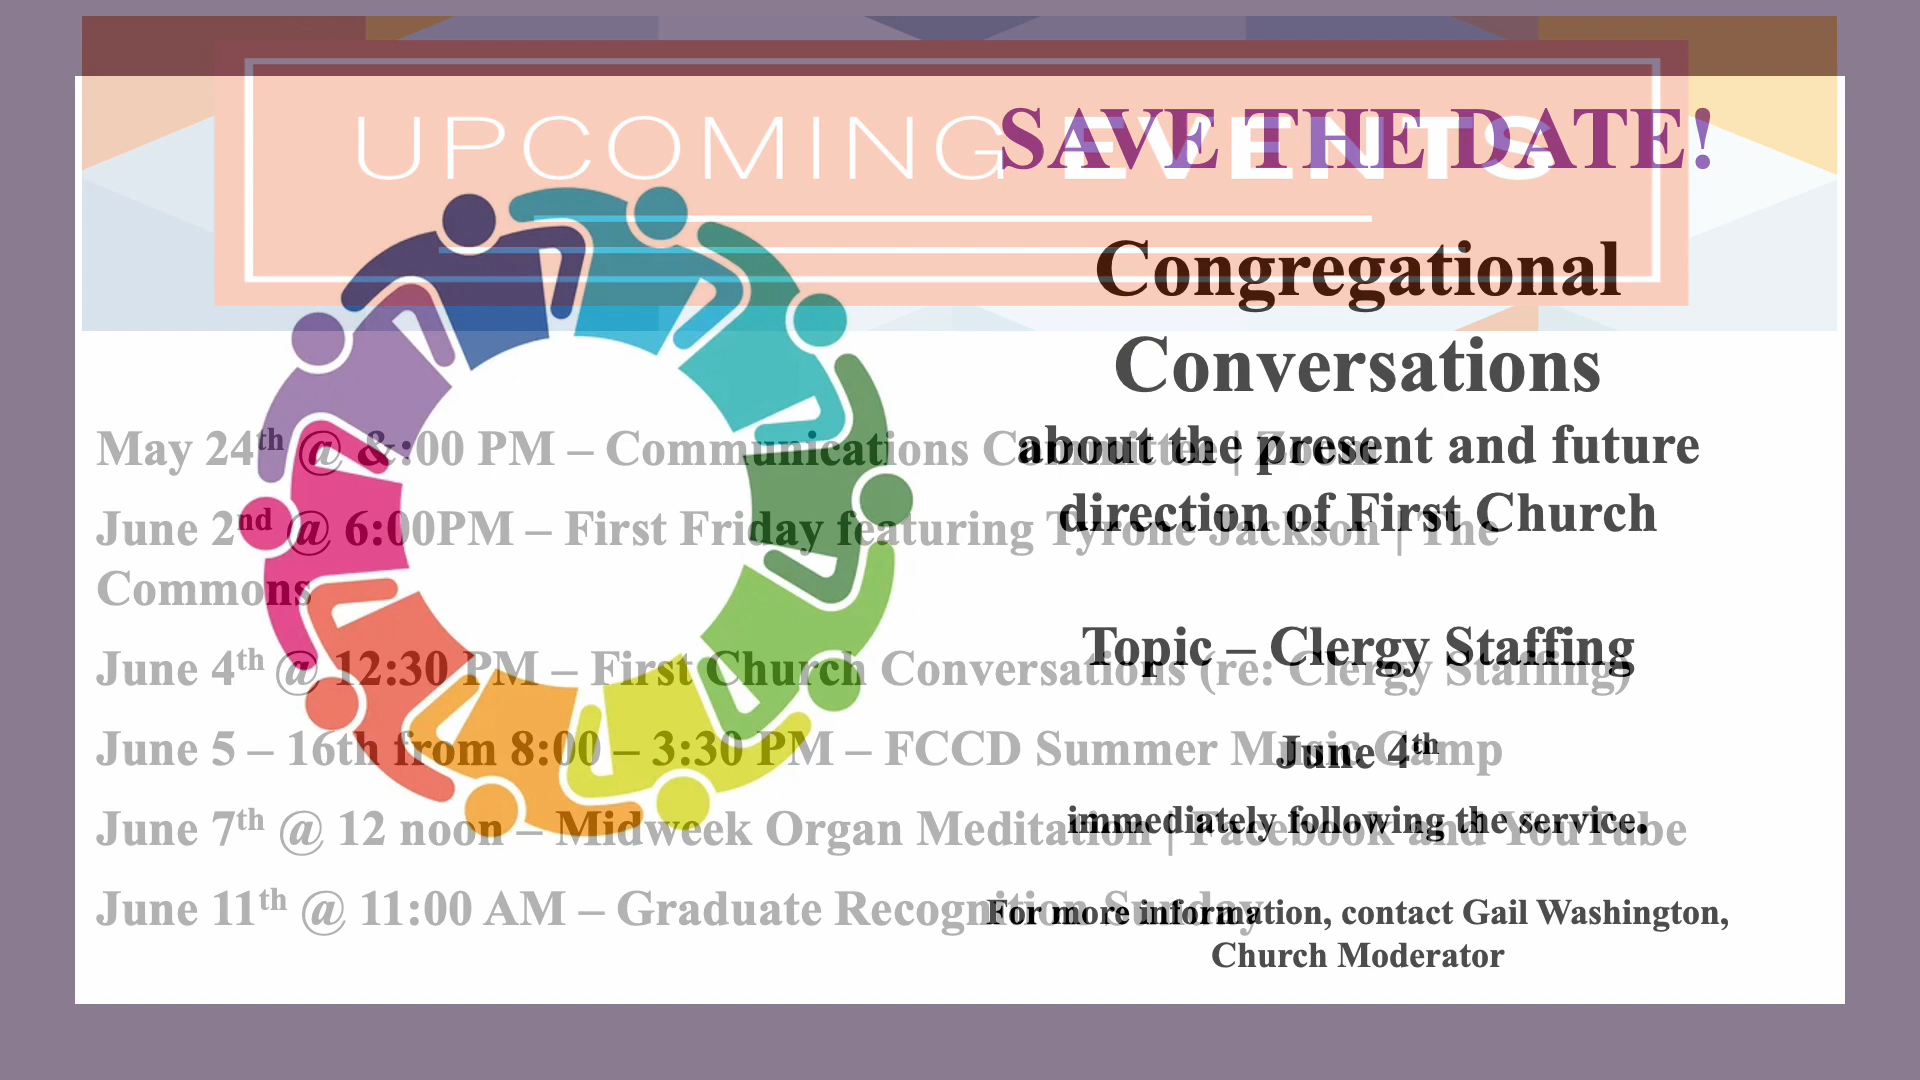 UPCOMING EVENTS
May 24th @ &:00 PM – Communications Committee | Zoom
June 2nd @ 6:00PM – First Friday featuring Tyrone Jackson | The
Commons
June 4th @ 12:30 PM – First Church Conversations (re: Clergy Staffing)
June 5 – 16th from 8:00 – 3:30 PM – FCCD Summer Music Camp
June 7th @ 12 noon – Midweek Organ Meditation | Facebook and YouTube
June 11th @ 11:00 AM – Graduate Recognition Sunday
SAVE THE DATE!
Congregational
Conversations
about the present and future
direction of First Church
Topic – Clergy Staffing
June 4th
immediately following the service.
For more information, contact Gail Washington,
Church Moderator